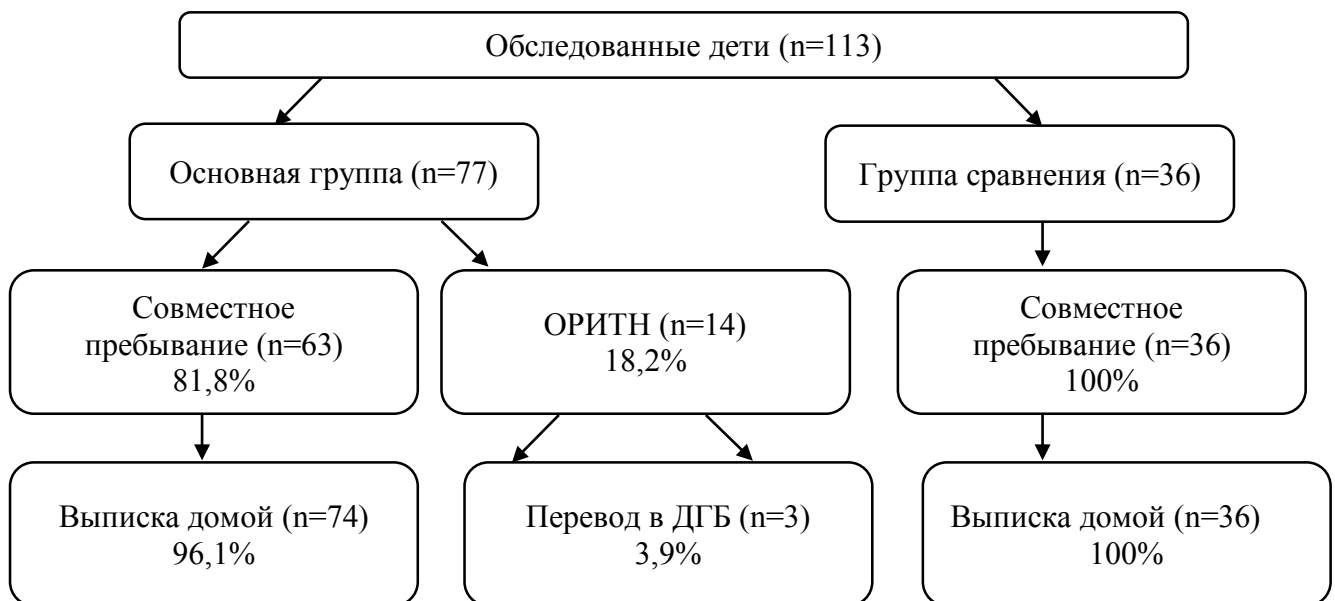 Обследованные дети (n=113)
Основная группа (n=77)
Группа сравнения (n=36)
Совместное
пребывание (n=63)
81,8%
ОРИТН (n=14)
18,2%
Совместное
пребывание (n=36)
100%
Выписка домой (n=74)
96,1%
Перевод в ДГБ (n=3)
3,9%
Выписка домой (n=36)
100%